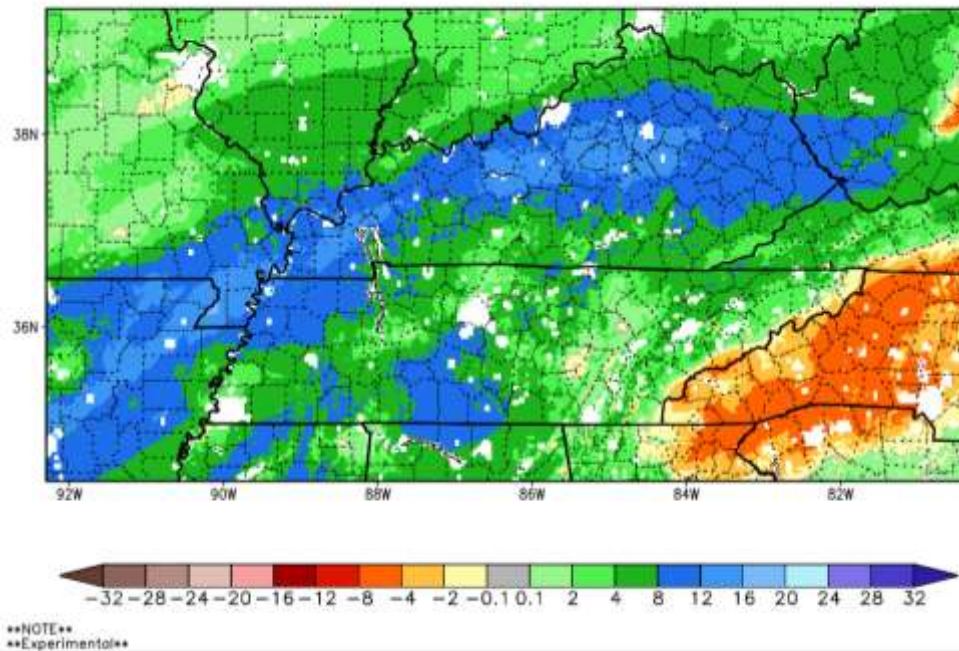 38N
36N
92W 90W 88W 86W 84W 82W
-32 -28 -24 -20 -16 -12 -8 -4 -2 -0.1 0.1 2 4 8 12 16 20 24 28 32
**NOTE**
**Experimental**